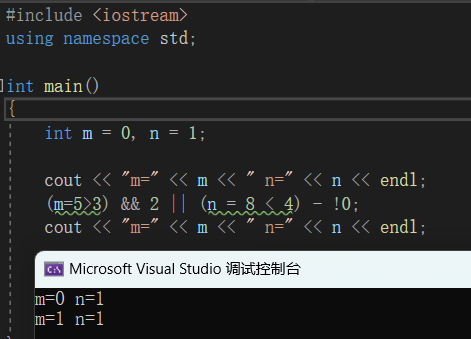 #include <iostream>
using namespace std;
int main()
{
int m = 0, n = 1;
cout << "m=" << m << " n=" << n << endl;
(m=5>3) && 2 || (n = 8 < 4) - !0;
cout << "m=" << m << " n=" << n << endl;
Microsoft Visual Studio 调试控制台
m=0 n=1
m=1 n=1